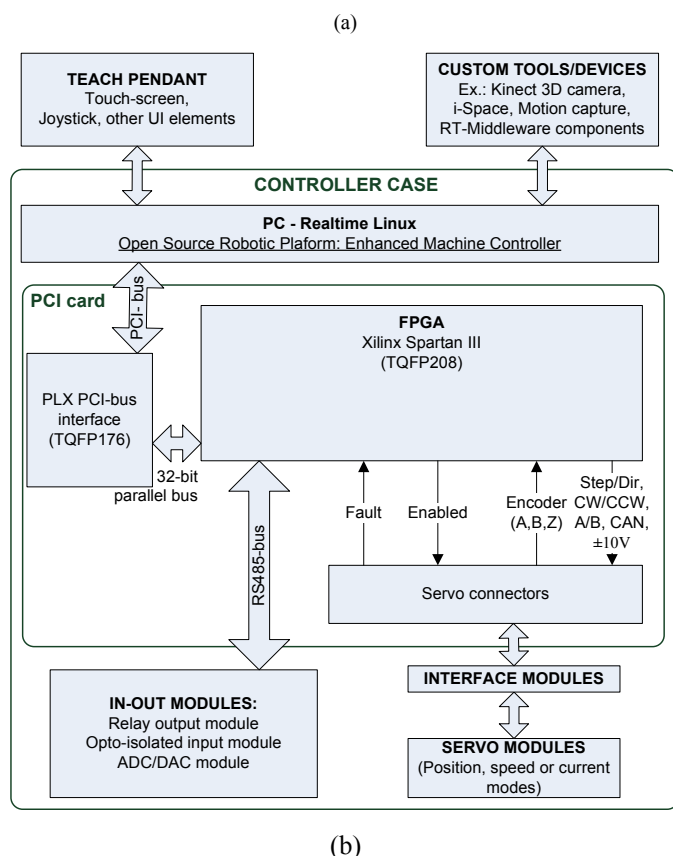 (a)
TEACH PENDANT
Touch-screen,
Joystick, other UI elements
CUSTOM TOOLS/DEVICES
Ex.: Kinect 3D camera,
i-Space, Motion capture,
RT-Middleware components
CONTROLLER CASE
PC - Realtime Linux
Open Source Robotic Plaform: Enhanced Machine Controller
PCI- bus
PCI card
FPGA
Xilinx Spartan III
(TQFP208)
PLX PCI-bus
interface
(TQFP176)
32-bit
parallel bus
RS485-bus
Fault
Enabled
Encoder
(A,B,Z)
Step/Dir,
CW/CCW,
A/B, CAN,
±10V
Servo connectors
INTERFACE MODULES
IN-OUT MODULES:
Relay output module
Opto-isolated input module
ADC/DAC module
SERVO MODULES
(Position, speed or current
modes)
(b)